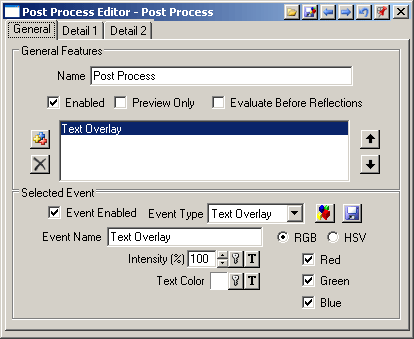 Post Process Editor - Post Process
General Detail 1 Detail 2
General Features
Name Post Process
Enabled Preview Only Evaluate Before Reflections
Text Overlay
Selected Event
Event Enabled Event Type Text Overlay
Event Name Text Overlay RGB HSV
Intensity (%) 100 T Red
Text Color T Green
Blue